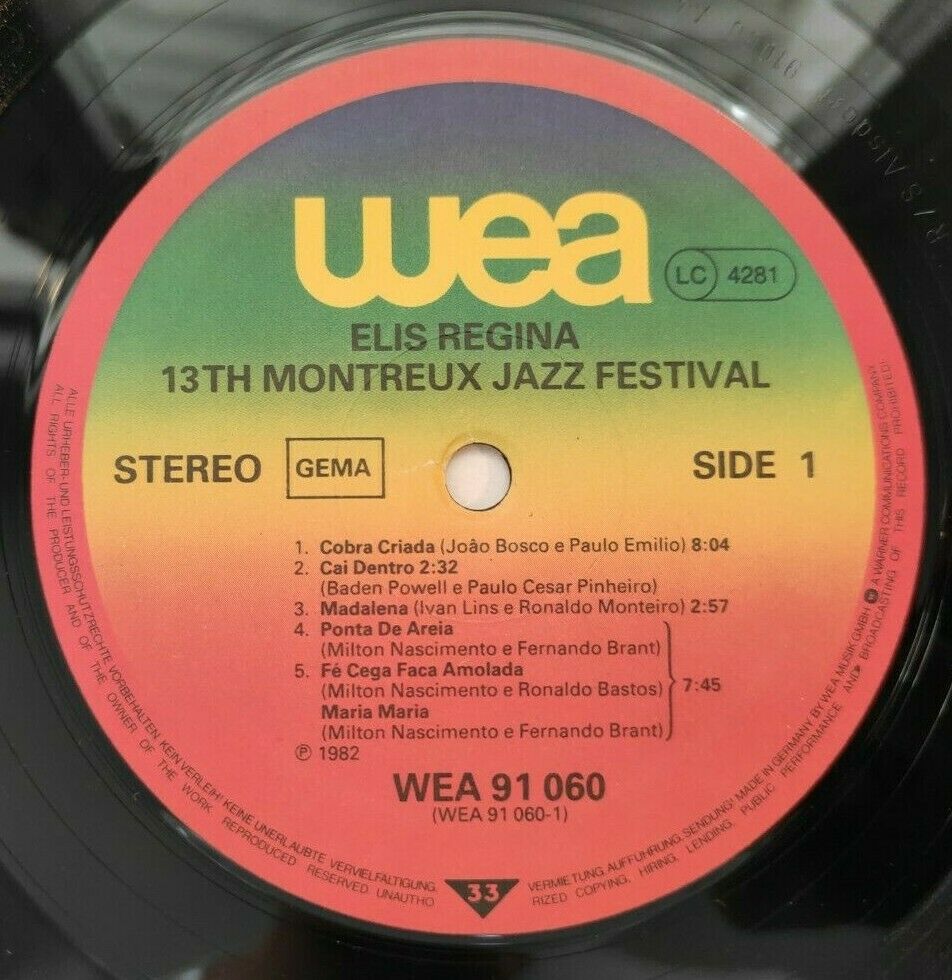 wea
LC 4281
ELIS REGINA
13TH MONTREUX JAZZ FESTIVAL
STEREO GEMA SIDE 1
1. Cobra Criada (Joâo Bosco e Paulo Emilio) 8:04
2. Cai Dentro 2:32
(Baden Powell e Paulo Cesar Pinheiro)
3. Madalena (Ivan Lins e Ronaldo Monteiro) 2:57
4. Ponta De Areia
(Milton Nascimento e Fernando Brant)
5. Fé Cega Faca Amolada
(Milton Nascimento e Ronaldo Bastos) 7:45
Maria Maria
(Milton Nascimento e Fernando Brant)
℗ 1982
WEA 91 060
(WEA 91 060-1)
33
ALLE URHEBER-UND LEISTUNGSSCHUTZRECHTE VORBEHALTEN KEIN VERLEIH! KEINE UNERLAUBTE VERVIELFÄLTIGUNG, VERMIETUNG, AUFFÜHRUNG, SENDUNG! MADE IN GERMANY BY WEA MUSIK GMBH A WARNER COMMUNICATIONS COMPANY
ALL RIGHTS OF THE PRODUCER AND OF THE OWNER OF THE WORK REPRODUCED RESERVED. UNAUTHO RIZED COPYING, HIRING, LENDING, PUBLIC PERFORMANCE AND BROADCASTING OF THIS RECORD PROHIBITED!
R/S Alsdorf